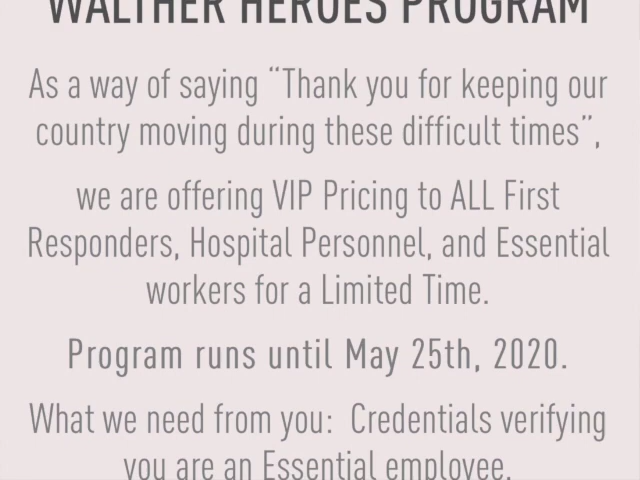 WALTHER HEROES PROGRAM
As a way of saying “Thank you for keeping our
country moving during these difficult times”,
we are offering VIP Pricing to ALL First
Responders, Hospital Personnel, and Essential
workers for a Limited Time.
Program runs until May 25th, 2020.
What we need from you:  Credentials verifying
you are an Essential employee.